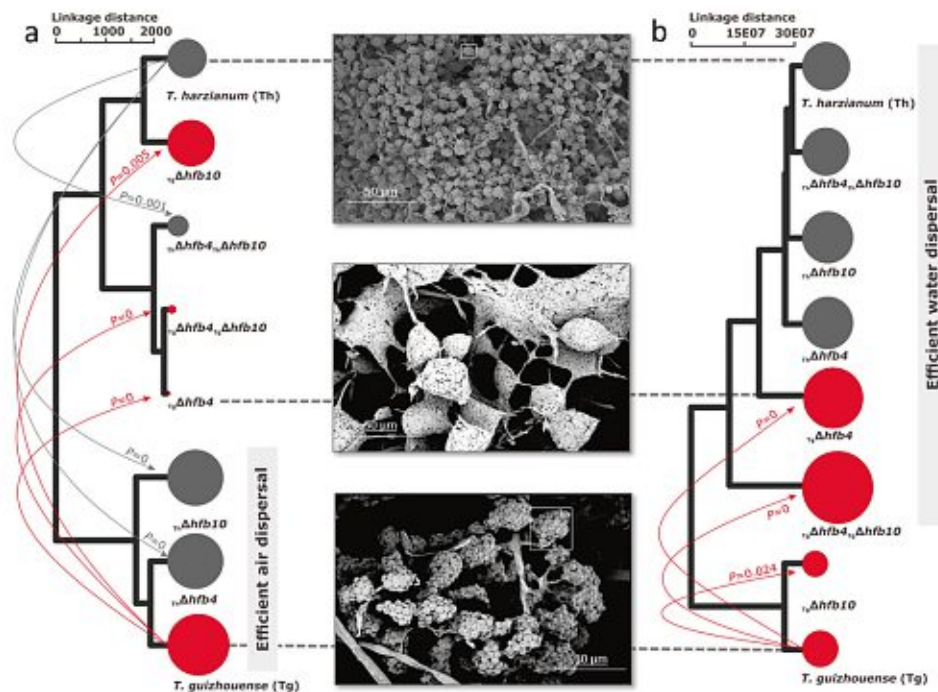 a
Linkage distance
0 1000 2000
T. harzianum (Th)
P=0.005
TgΔhfb10
P=0.001
ThΔhfb4ThΔhfb10
P=0
TgΔhfb4TgΔhfb10
P=0
TgΔhfb4
P=0
ThΔhfb10
P=0
ThΔhfb4
T. guizhouense (Tg)
Efficient air dispersal
50 µm
b
Linkage distance
0 15E07 30E07
T. harzianum (Th)
ThΔhfb4ThΔhfb10
ThΔhfb10
ThΔhfb4
P=0
TgΔhfb4
P=0
TgΔhfb4TgΔhfb10
P=0.024
TgΔhfb10
T. guizhouense (Tg)
Efficient water dispersal